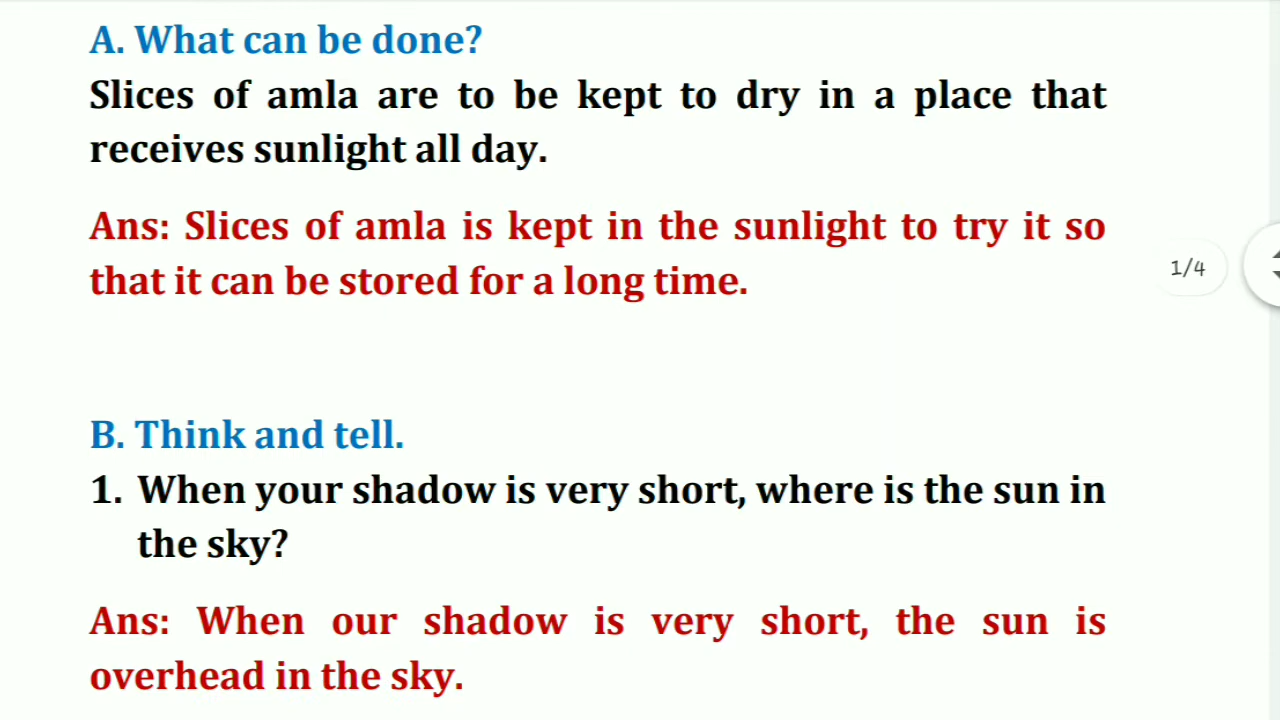 A. What can be done?
Slices of amla are to be kept to dry in a place that
receives sunlight all day.
Ans: Slices of amla is kept in the sunlight to try it so
that it can be stored for a long time.
1/4
B. Think and tell.
1. When your shadow is very short, where is the sun in
the sky?
Ans: When our shadow is very short, the sun is
overhead in the sky.